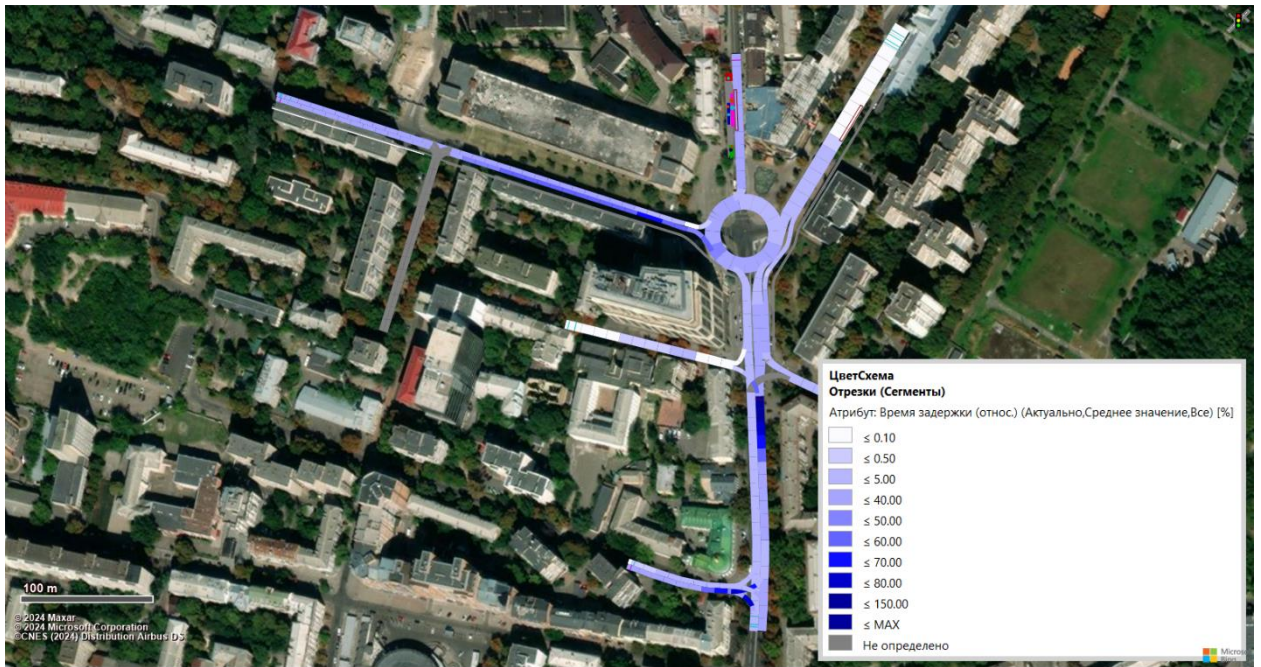 ЦветСхема
Отрезки (Сегменты)
Атрибут: Время задержки (относ.) (Актуально,Среднее значение,Все) [%]
≤ 0.10
≤ 0.50
≤ 5.00
≤ 40.00
≤ 50.00
≤ 60.00
≤ 70.00
≤ 80.00
≤ 150.00
≤ MAX
Не определено
100 m
© 2024 Maxar
© 2024 Microsoft Corporation
©CNES (2024) Distribution Airbus DS